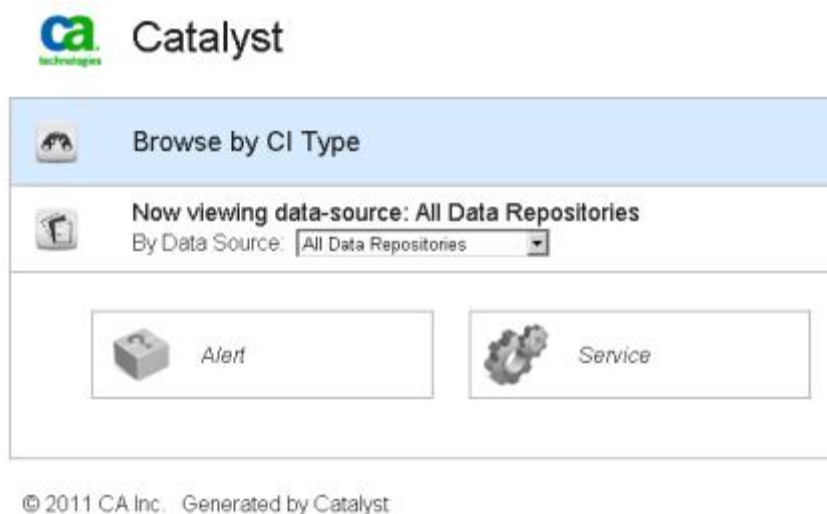 ca.
technologies
Catalyst
Browse by CI Type
Now viewing data-source: All Data Repositories
By Data Source: All Data Repositories
Alert
Service
© 2011 CA Inc. Generated by Catalyst